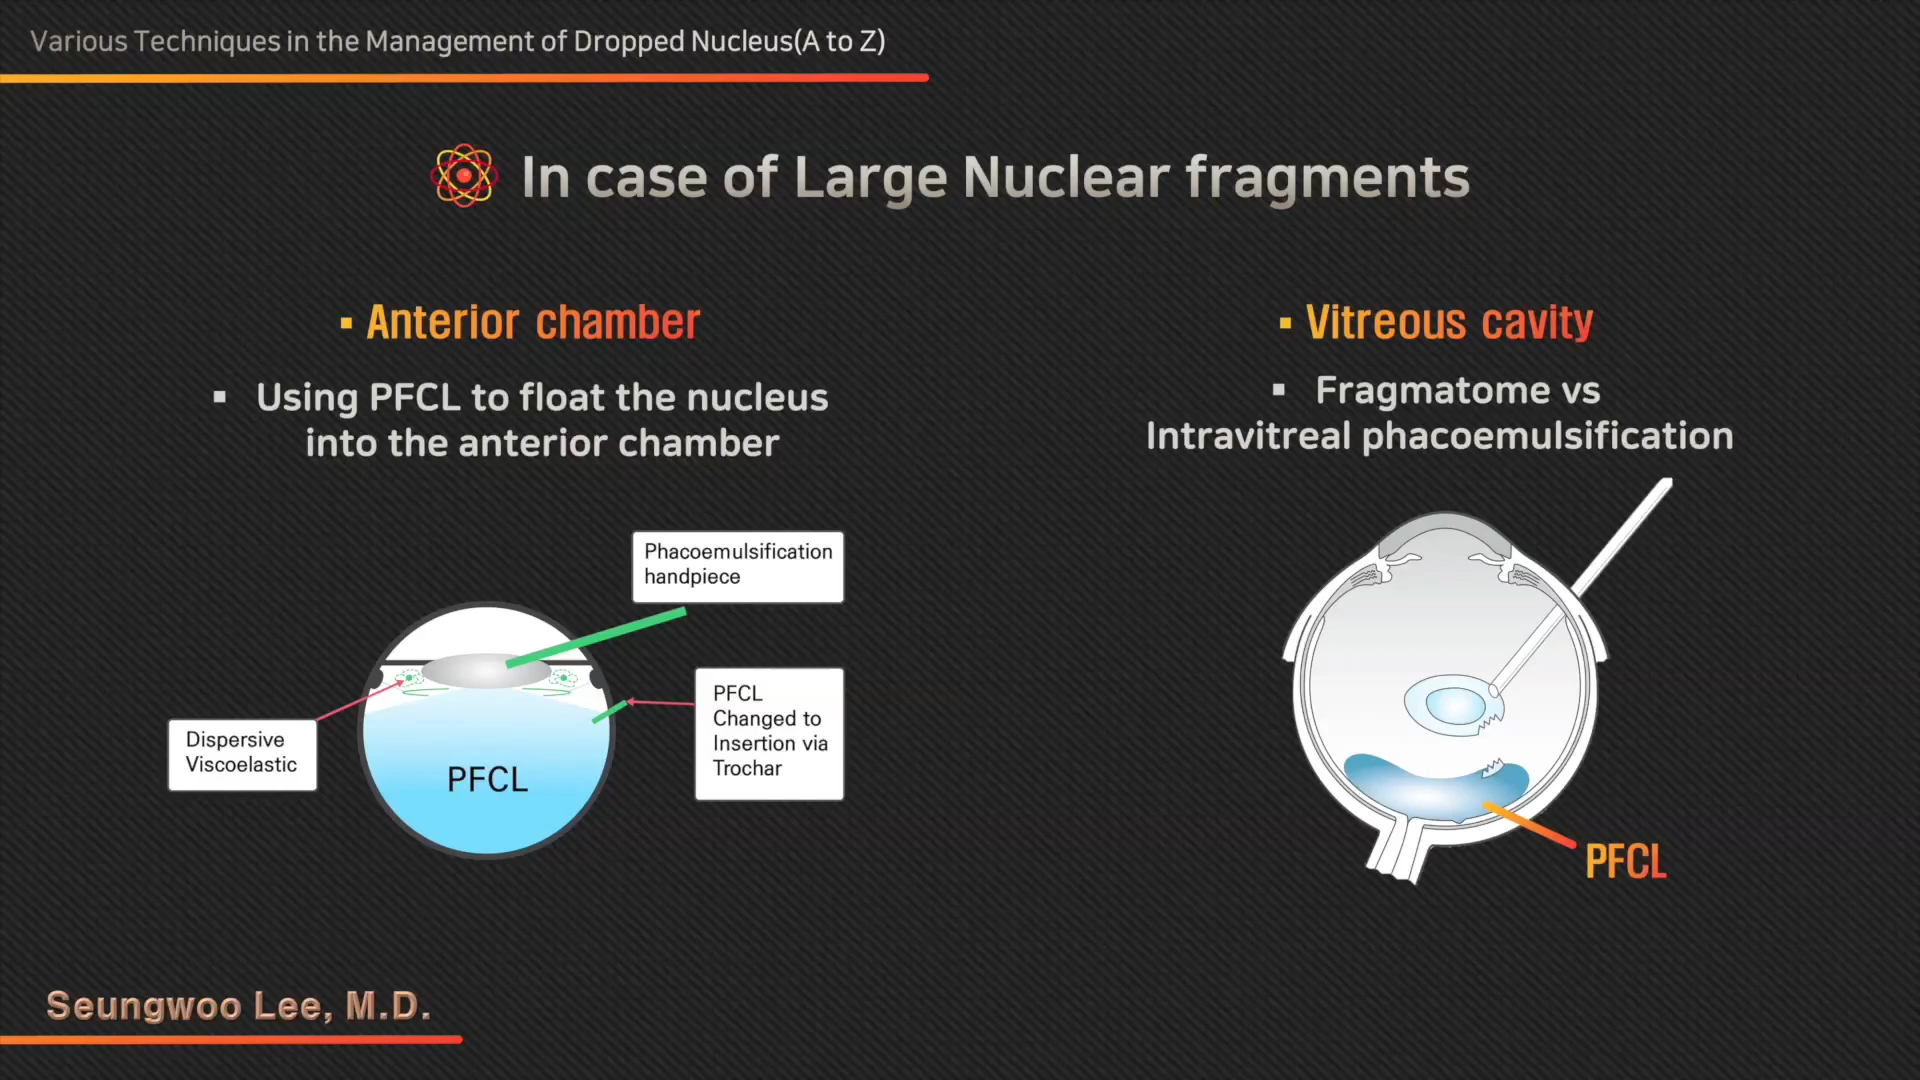 Various Techniques in the Management of Dropped Nucleus(A to Z)
In case of Large Nuclear fragments
▪ Anterior chamber
▪ Using PFCL to float the nucleus
into the anterior chamber
Phacoemulsification
handpiece
PFCL
Changed to
Insertion via
Trochar
Dispersive
Viscoelastic
PFCL
▪ Vitreous cavity
▪ Fragmatome vs
Intravitreal phacoemulsification
PFCL
Seungwoo Lee, M.D.